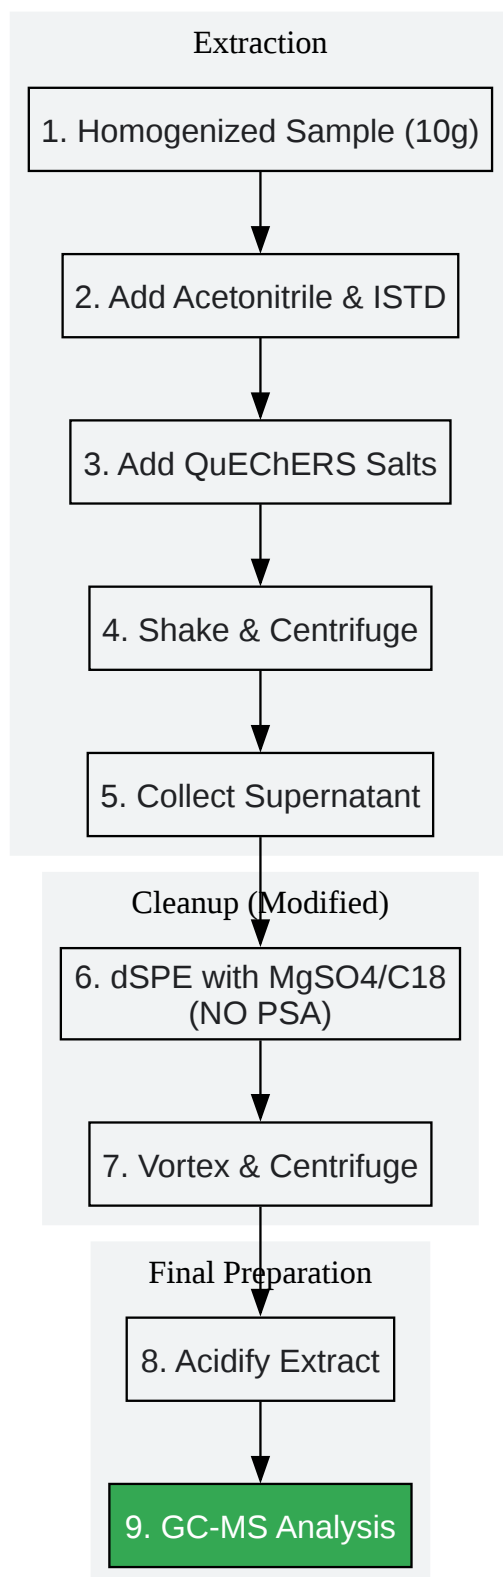 Extraction
1. Homogenized Sample (10g)
2. Add Acetonitrile & ISTD
3. Add QuEChERS Salts
4. Shake & Centrifuge
5. Collect Supernatant
Cleanup (Modified)
6. dSPE with MgSO4/C18
(NO PSA)
7. Vortex & Centrifuge
Final Preparation
8. Acidify Extract
9. GC-MS Analysis